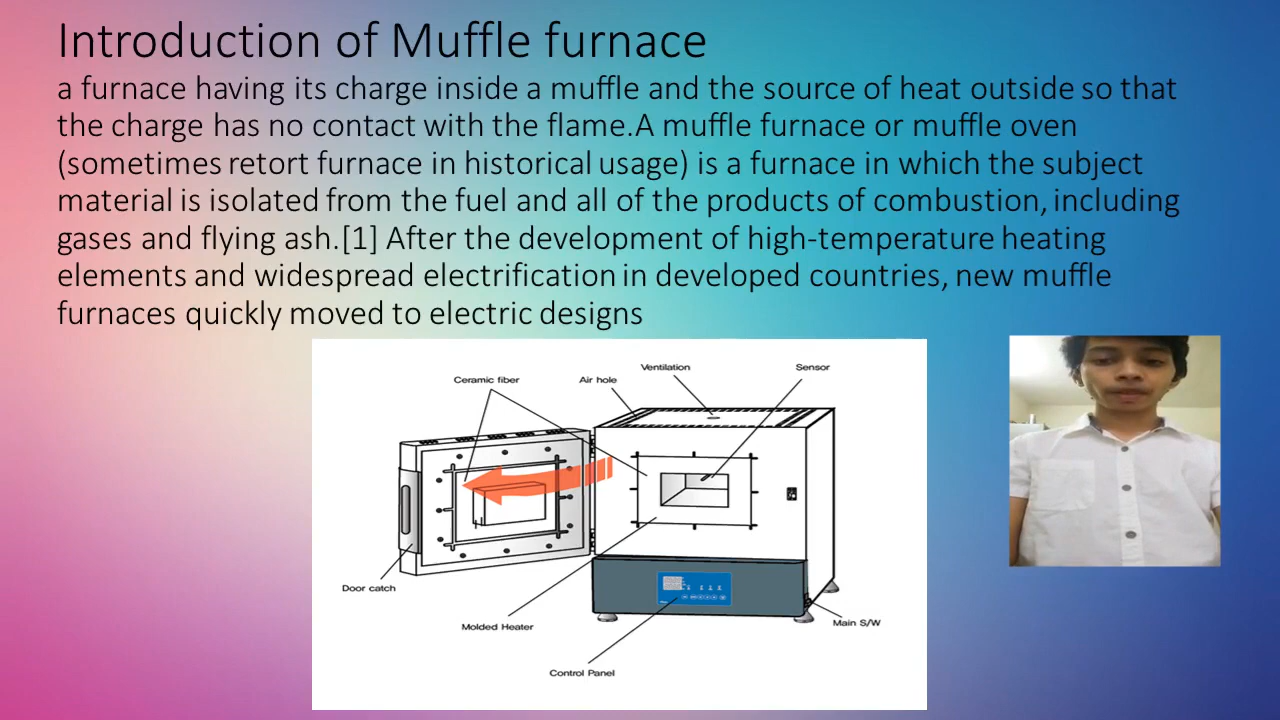 Introduction of Muffle furnace
a furnace having its charge inside a muffle and the source of heat outside so that
the charge has no contact with the flame.A muffle furnace or muffle oven
(sometimes retort furnace in historical usage) is a furnace in which the subject
material is isolated from the fuel and all of the products of combustion, including
gases and flying ash.[1] After the development of high-temperature heating
elements and widespread electrification in developed countries, new muffle
furnaces quickly moved to electric designs
Ventilation
Sensor
Ceramic fiber
Air hole
Door catch
Molded Heater
Main S/W
Control Panel